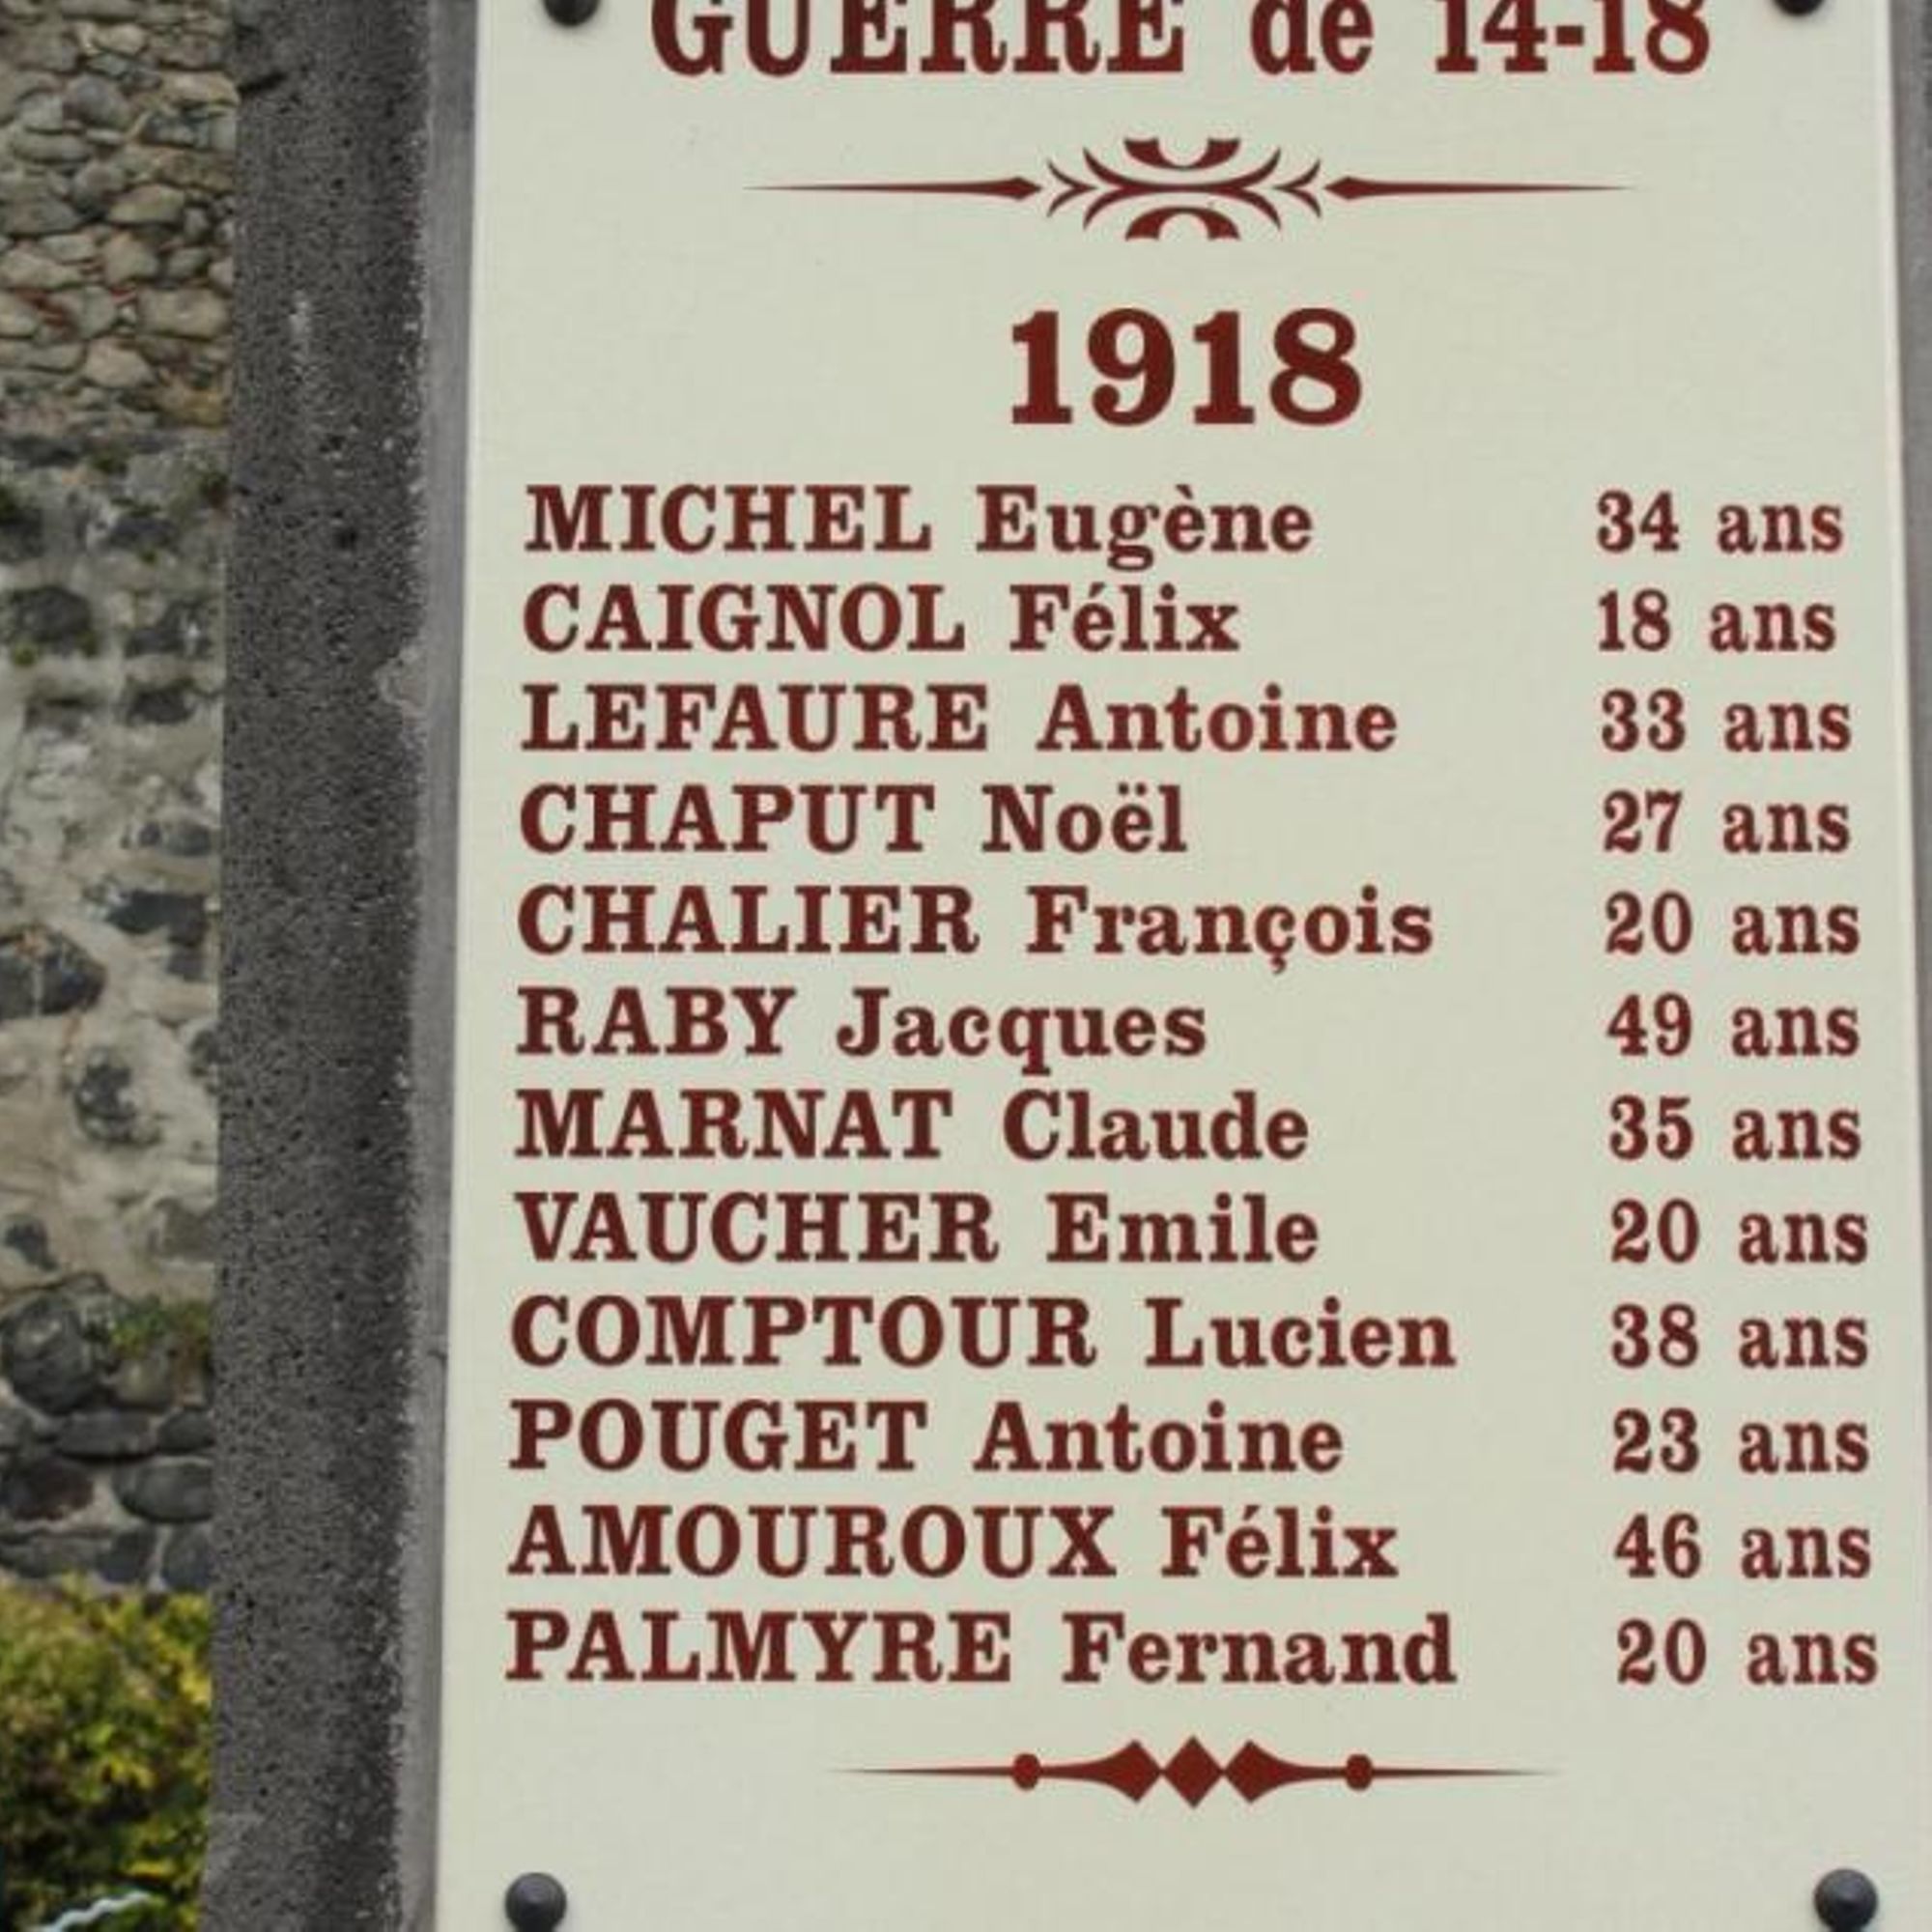 GUERRE de 14-18
1918
MICHEL Eugène 34 ans
CAIGNOL Félix 18 ans
LEFAURE Antoine 33 ans
CHAPUT Noël 27 ans
CHALIER François 20 ans
RABY Jacques 49 ans
MARNAT Claude 35 ans
VAUCHER Emile 20 ans
COMPTOUR Lucien 38 ans
POUGET Antoine 23 ans
AMOUROUX Félix 46 ans
PALMYRE Fernand 20 ans